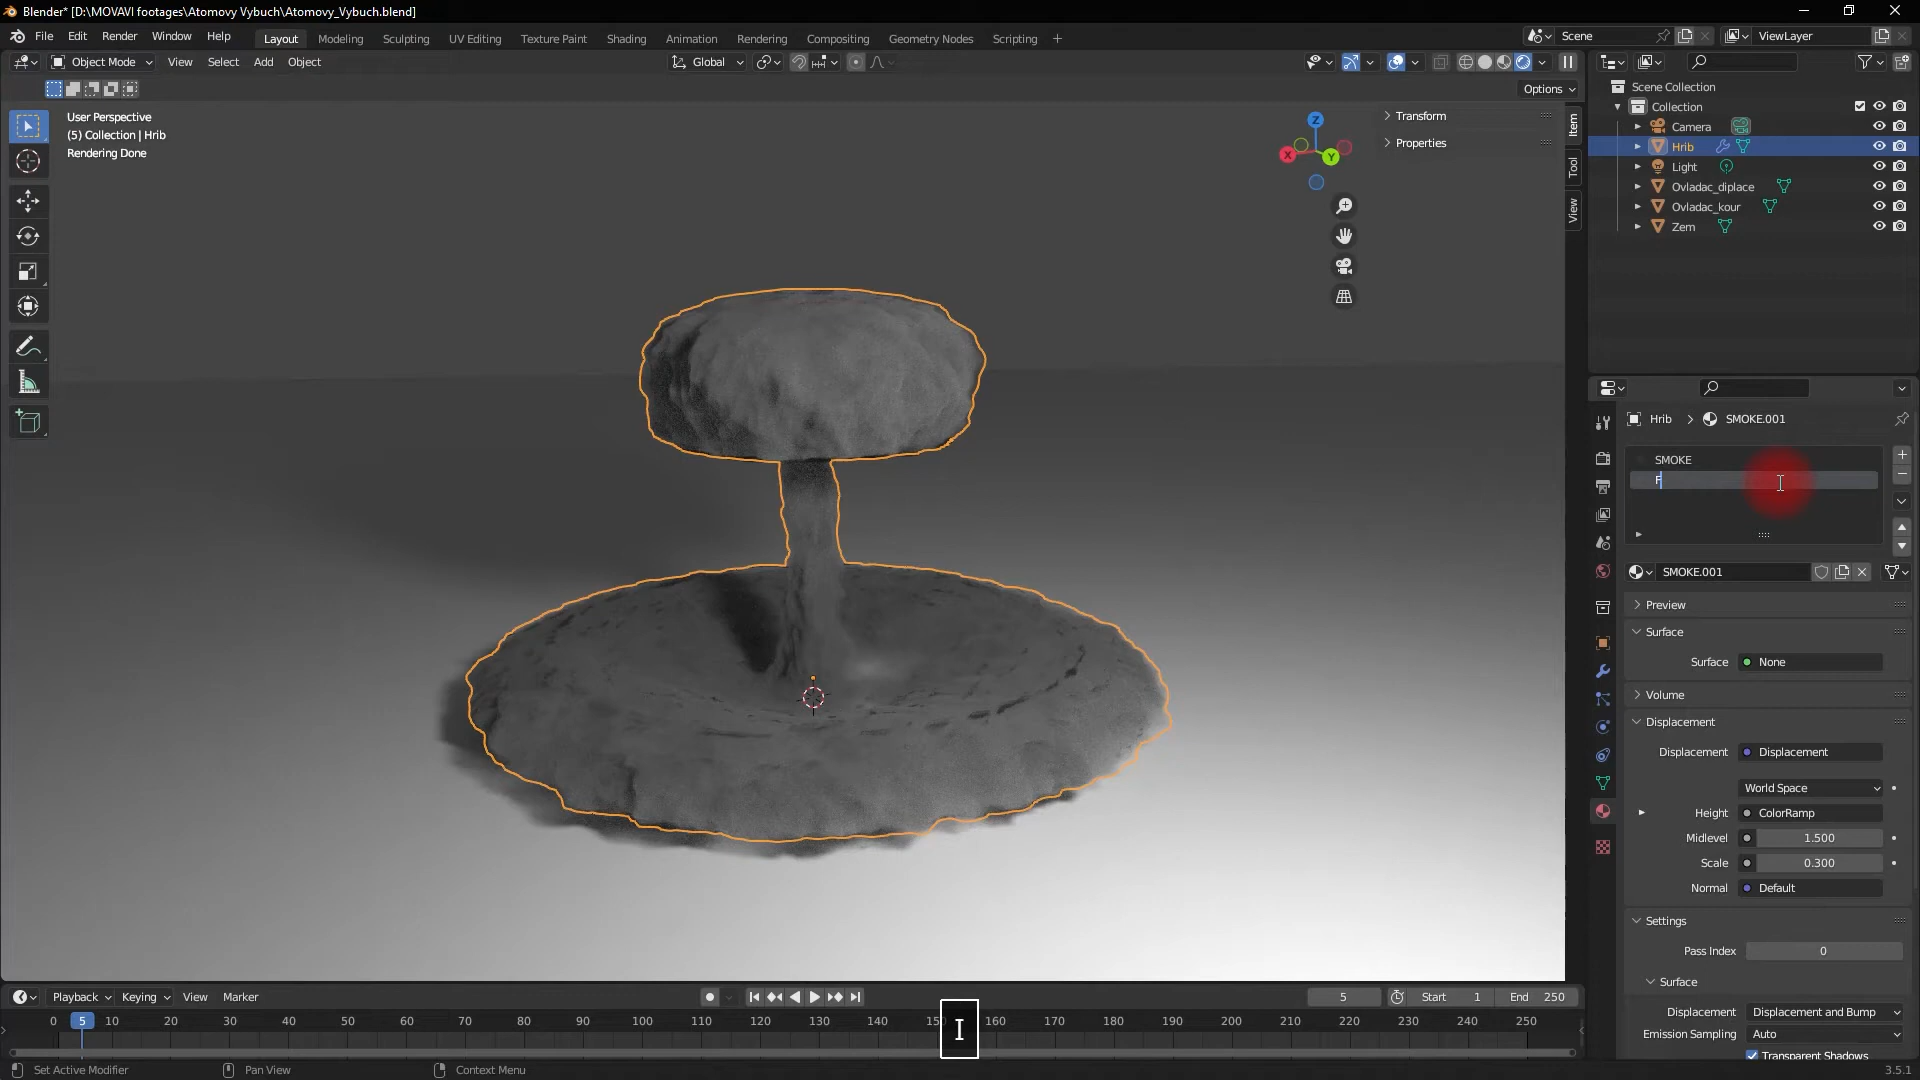 Blender* [D:\MOVAVI footages\Atomovy Vybuch\Atomovy_Vybuch.blend]
File Edit Render Window Help Layout Modeling Sculpting UV Editing Texture Paint Shading Animation Rendering Compositing Geometry Nodes Scripting + Scene ViewLayer
Object Mode View Select Add Object Global
Options
User Perspective
(5) Collection | Hrib
Rendering Done
Z
X
Y
Transform
Properties
Item
Tool
View
Scene Collection
Collection
Camera
Hrib
Light
Ovladac_diplace
Ovladac_kour
Zem
Hrib > SMOKE.001
SMOKE
F
SMOKE.001
Preview
Surface
Surface None
Volume
Displacement
Displacement Displacement
World Space
Height ColorRamp
Midlevel 1.500
Scale 0.300
Normal Default
Settings
Pass Index 0
Surface
Displacement Displacement and Bump
Emission Sampling Auto
Transparent Shadows
Playback Keying View Marker 5 Start 1 End 250
0 5 10 20 30 40 50 60 70 80 90 100 110 120 130 140 15 160 170 180 190 200 210 220 230 240 250
I
Set Active Modifier Pan View Context Menu 3.5.1